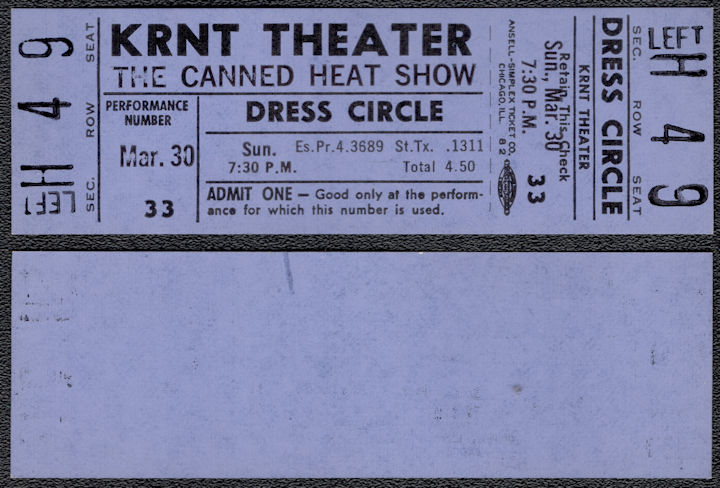 SEAT 9
ROW 4
SEC. LEFT H
KRNT THEATER
THE CANNED HEAT SHOW
PERFORMANCE
NUMBER
Mar. 30
33
DRESS CIRCLE
Sun. Es.Pr.4.3689 St.Tx. .1311
7:30 P.M. Total 4.50
ADMIT ONE — Good only at the perform-
ance for which this number is used.
ANSELL-SIMPLEX TICKET CO.
CHICAGO, ILL. 82
Retain This Check
Sun., Mar. 30
7:30 P.M.
33
KRNT THEATER
DRESS CIRCLE
SEC. LEFT H
ROW 4
SEAT 9